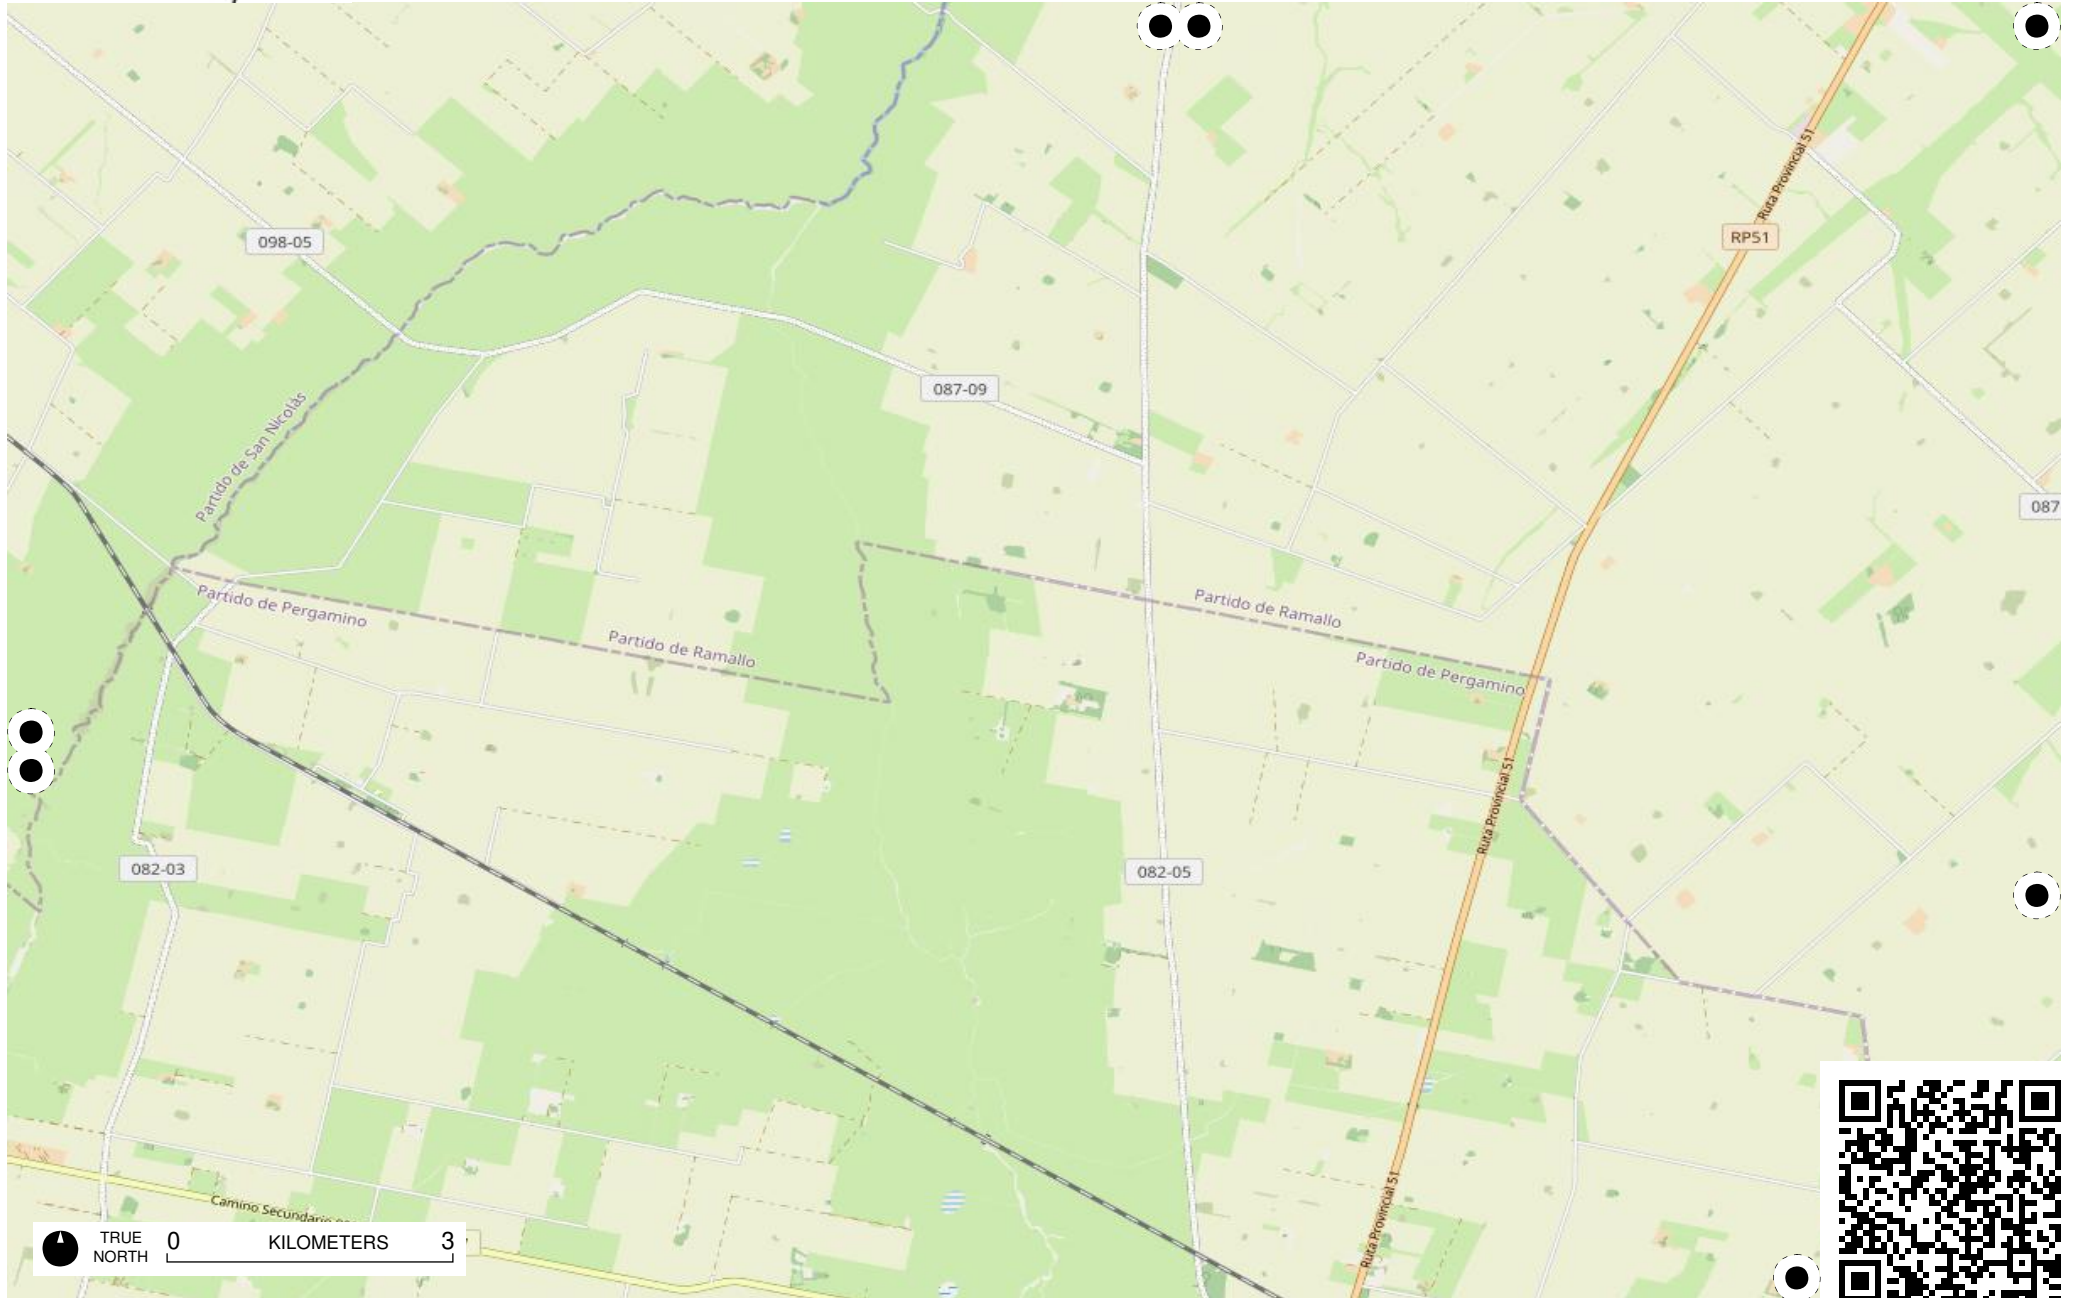 Ruta Provincial 51
098-05
RP51
087-09
Partido de San Nicolás
087
Partido de Pergamino
Partido de Ramallo
Partido de Ramallo
Partido de Pergamino
Ruta Provincial 51
082-03
082-05
Ruta Provincial 51
Camino Secundario
TRUE
NORTH
0 KILOMETERS 3